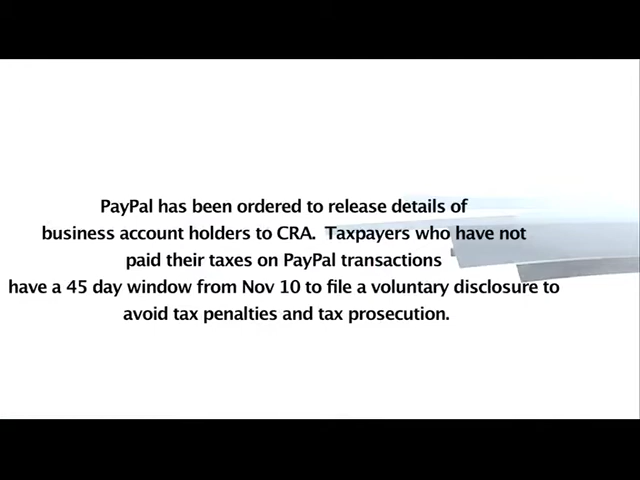 PayPal has been ordered to release details of
business account holders to CRA.  Taxpayers who have not
paid their taxes on PayPal transactions
have a 45 day window from Nov 10 to file a voluntary disclosure to
avoid tax penalties and tax prosecution.